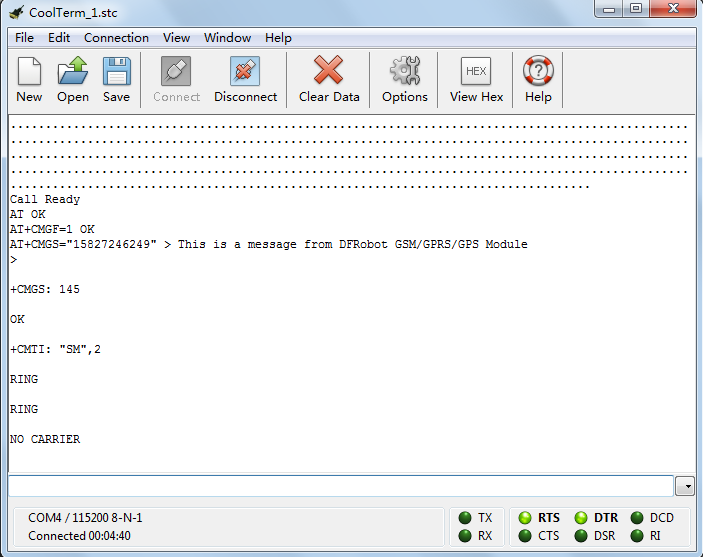 CoolTerm_1.stc
File Edit Connection View Window Help
New Open Save Connect Disconnect Clear Data Options HEX View Hex Help
.................................................................................................
.................................................................................................
.................................................................................................
.................................................................................................
...................................................................................
Call Ready
AT OK
AT+CMGF=1 OK
AT+CMGS="15827246249" > This is a message from DFRobot GSM/GPRS/GPS Module
>
+CMGS: 145
OK
+CMTI: "SM",2
RING
RING
NO CARRIER
COM4 / 115200 8-N-1
Connected 00:04:40
TX RTS DTR DCD
RX CTS DSR RI